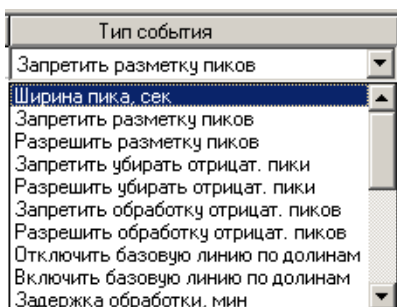 Тип события
Запретить разметку пиков
Ширина пика, сек
Запретить разметку пиков
Разрешить разметку пиков
Запретить убирать отрицат. пики
Разрешить убирать отрицат. пики
Запретить обработку отрицат. пиков
Разрешить обработку отрицат. пиков
Отключить базовую линию по долинам
Включить базовую линию по долинам
Задержка обработки, мин